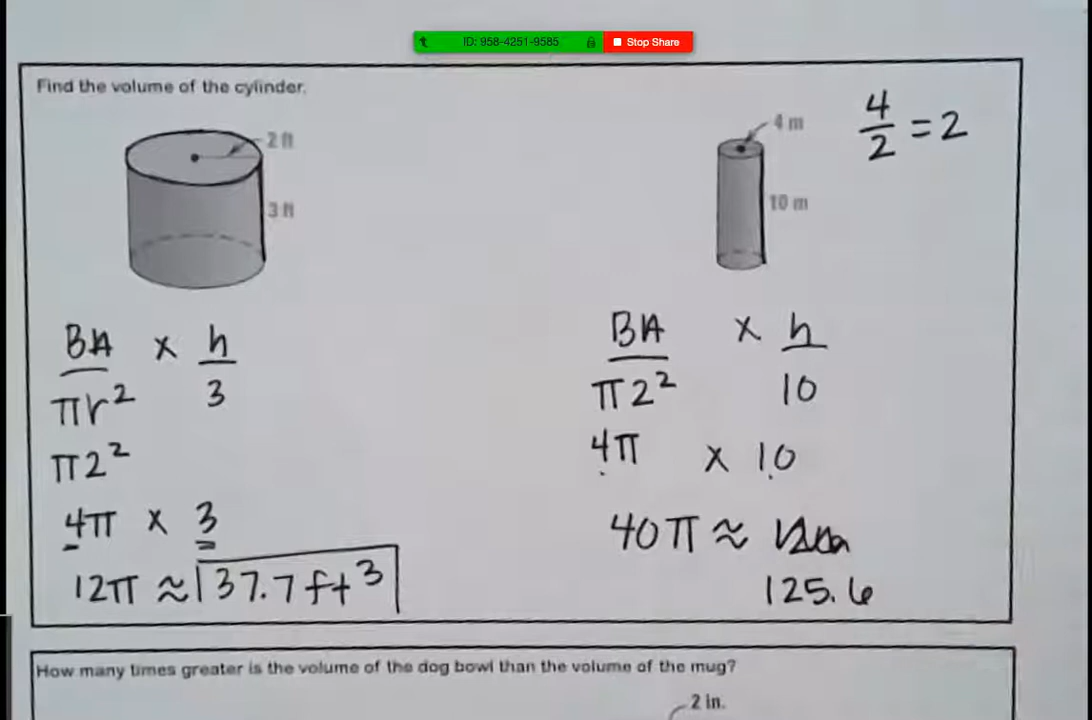 ID: 958-4251-9585 Stop Share
Find the volume of the cylinder.
2 ft
3 ft
4 m
10 m
4/2 = 2
BA x h
πr² 3
π2²
4π x 3
12π ≈ 37.7 ft³
BA x h
π2² 10
4π x 10
40π ≈
125.6
How many times greater is the volume of the dog bowl than the volume of the mug?
2 in.